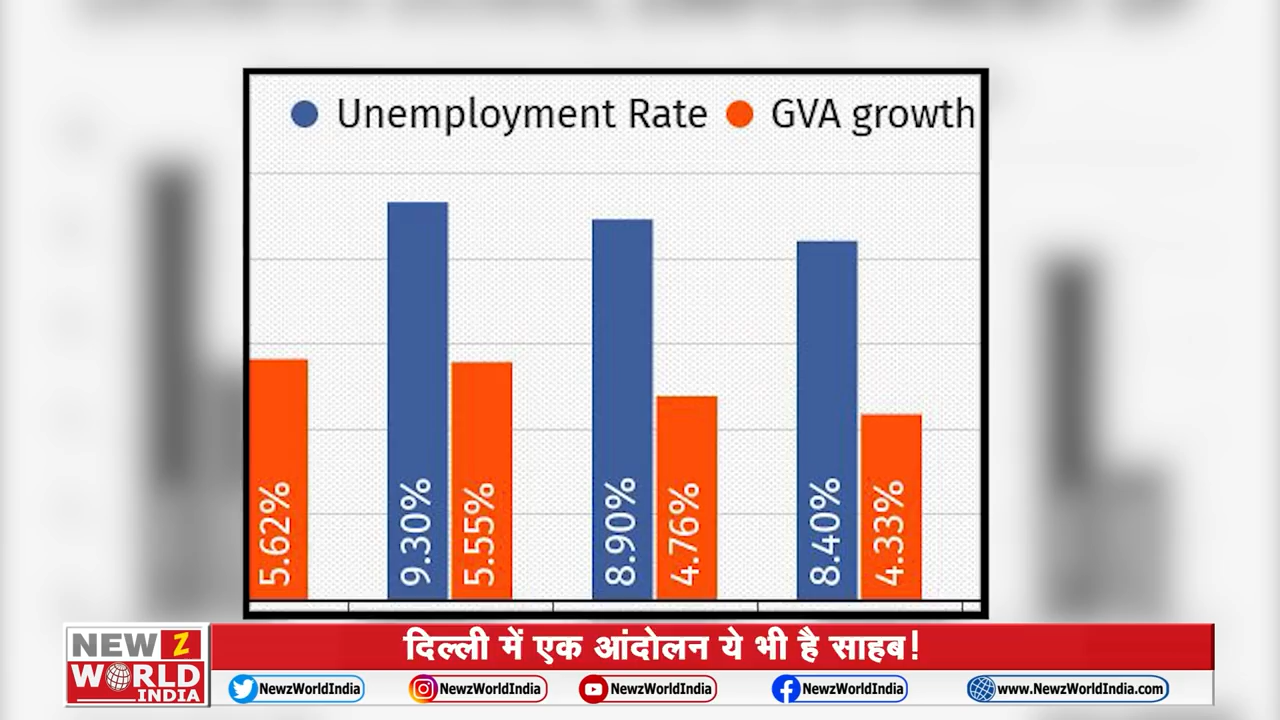 Unemployment Rate GVA growth
5.62%
9.30%
5.55%
8.90%
4.76%
8.40%
4.33%
NEWZ
WORLD
INDIA
दिल्ली में एक आंदोलन ये भी है साहब!
NewzWorldIndia NewzWorldIndia NewzWorldIndia NewzWorldIndia www.NewzWorldIndia.com